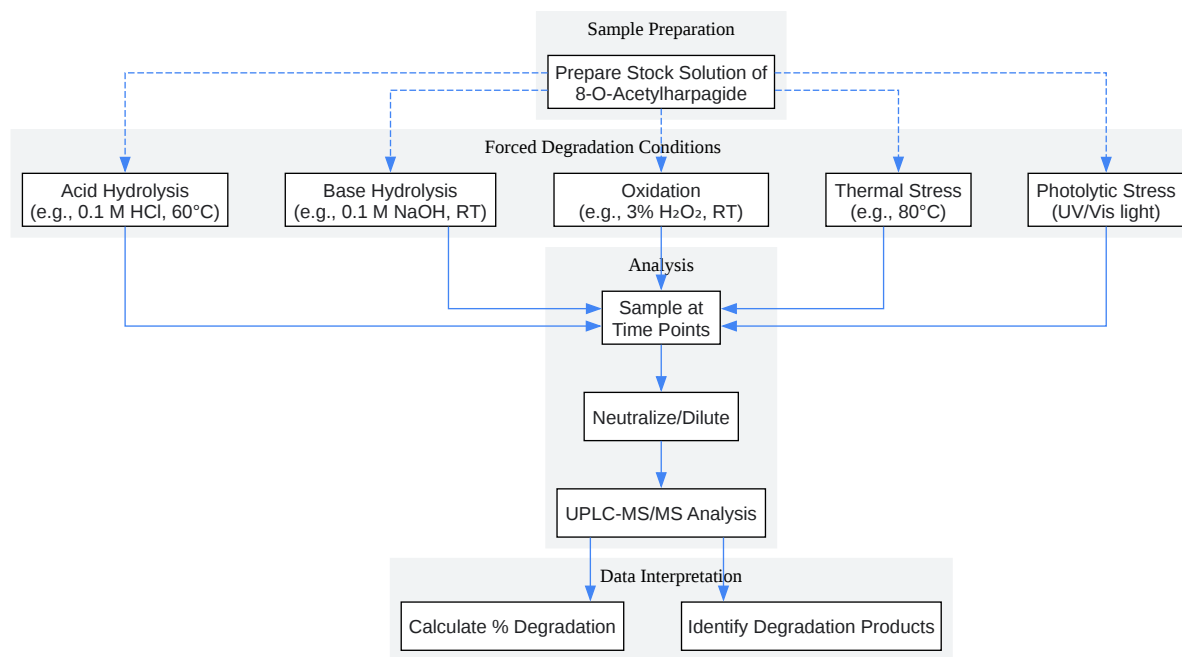 Sample Preparation
Prepare Stock Solution of
8-O-Acetylharpagide
Forced Degradation Conditions
Acid Hydrolysis
(e.g., 0.1 M HCl, 60°C)
Base Hydrolysis
(e.g., 0.1 M NaOH, RT)
Oxidation
(e.g., 3% H₂O₂, RT)
Thermal Stress
(e.g., 80°C)
Photolytic Stress
(UV/Vis light)
Analysis
Sample at
Time Points
Neutralize/Dilute
UPLC-MS/MS Analysis
Data Interpretation
Calculate % Degradation
Identify Degradation Products